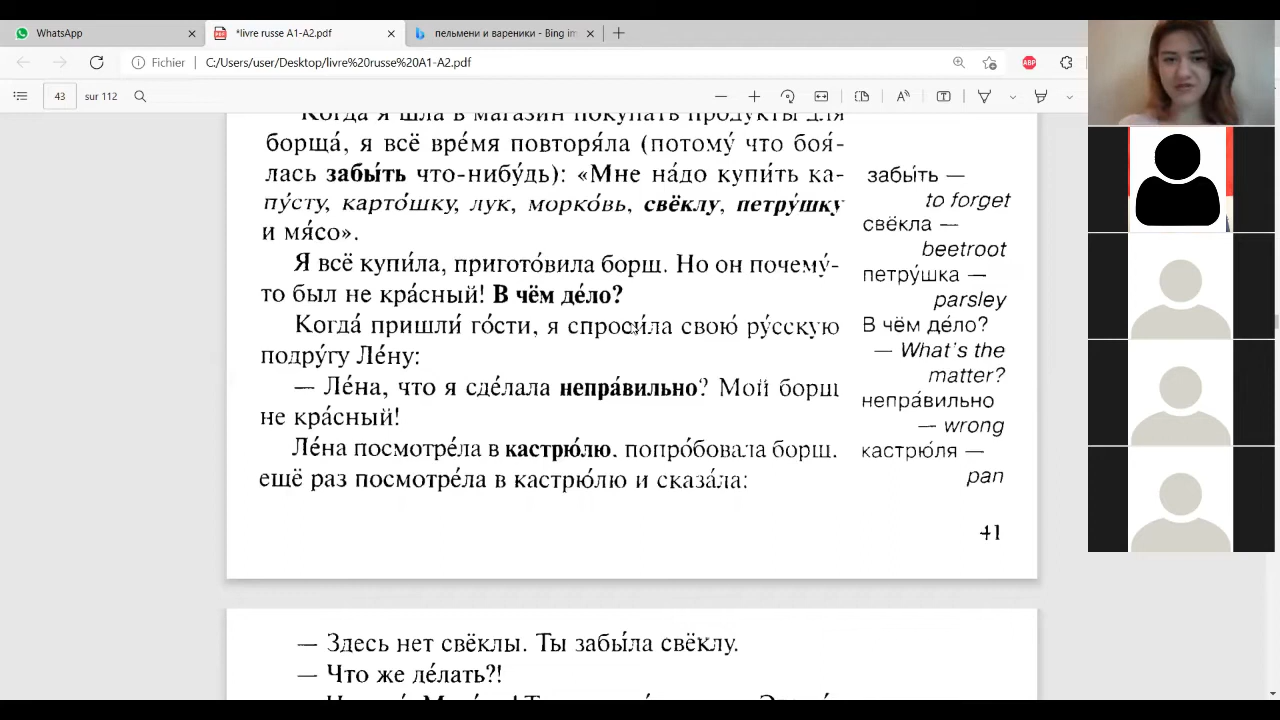 WhatsApp
*livre russe A1-A2.pdf
пельмени и вареники - Bing im
Fichier
C:/Users/user/Desktop/livre%20russe%20A1-A2.pdf
ABP
43
sur 112
Когда я шла в магазин покупать продукты для
борща́, я всё вре́мя повторя́ла (потому́ что боя́-
лась забы́ть что-нибу́дь): «Мне на́до купи́ть ка-
пу́сту, карто́шку, лук, морко́вь, свёклу, петру́шку
и мя́со».
Я всё купи́ла, пригото́вила борщ. Но он почему́-
то был не кра́сный! В чём де́ло?
Когда́ пришли́ го́сти, я спроси́ла свою́ ру́сскую
подру́гу Ле́ну:
— Ле́на, что я сде́лала непра́вильно? Мой борщ
не кра́сный!
Ле́на посмотре́ла в кастрю́лю, попро́бовала борщ.
ещё раз посмотре́ла в кастрю́лю и сказа́ла:
забы́ть —
to forget
свёкла —
beetroot
петру́шка —
parsley
В чём де́ло?
— What's the
matter?
непра́вильно
— wrong
кастрю́ля —
pan
41
— Здесь нет свёклы. Ты забы́ла свёклу.
— Что же де́лать?!